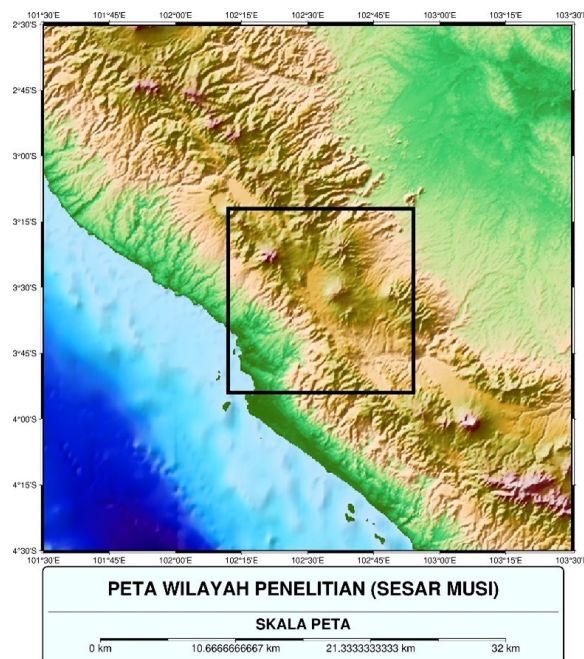 101°30'E 101°45'E 102°00'E 102°15'E 102°30'E 102°45'E 103°00'E 103°15'E 103°30'E
2°30'S
2°45'S
3°00'S
3°15'S
3°30'S
3°45'S
4°00'S
4°15'S
4°30'S
101°30'E 101°45'E 102°00'E 102°15'E 102°30'E 102°45'E 103°00'E 103°15'E 103°30'E
PETA WILAYAH PENELITIAN (SESAR MUSI)
SKALA PETA
0 km 10.6666666667 km 21.3333333333 km 32 km